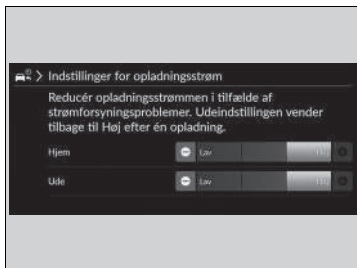 > Indstillinger for opladningsstrøm
Reducér opladningsstrømmen i tilfælde af
strømforsyningsproblemer. Udeindstillingen vender
tilbage til Høj efter én opladning.
Hjem Lav
Ude Lav